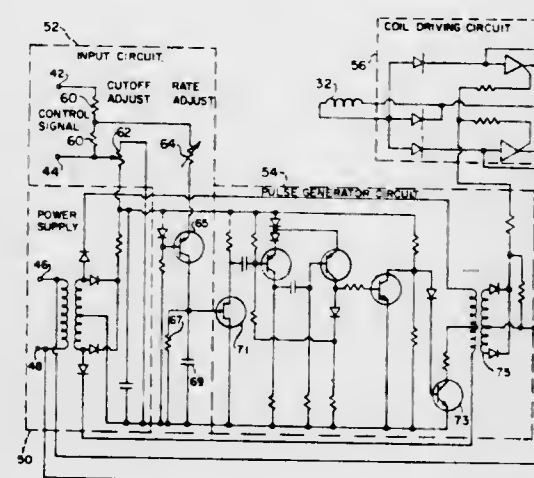 52
COIL DRIVING CIRCUIT
INPUT CIRCUIT
56
42
CUTOFF ADJUST
RATE ADJUST
32
60
CONTROL SIGNAL
60
62
64
44
54
PULSE GENERATOR CIRCUIT
POWER SUPPLY
65
46
67
71
75
48
69
73
50